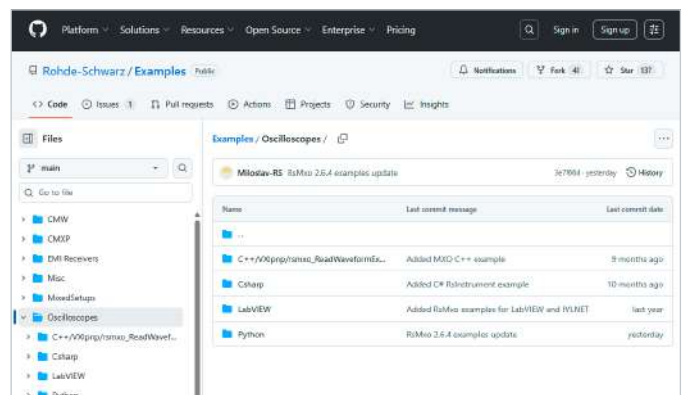 Platform Solutions Resources Open Source Enterprise Pricing Sign in Sign up
Rohde-Schwarz / Examples Public Notifications Fork 41 Star 137
Code Issues 1 Pull requests Actions Projects Security Insights
Files
main
Go to file
CMW
CMXP
EMI Receivers
Misc
MixedSetups
Oscilloscopes
C++/VXIpnp/rsmxo_ReadWavef...
Csharp
LabVIEW
Python
Examples / Oscilloscopes /
Miloslav-RS RsMxo 2.6.4 examples update yesterday History
Name Last commit message Last commit date
..
C++/VXIpnp/rsmxo_ReadWaveformEx... Added MXO C++ example 9 months ago
Csharp Added C# RsInstrument example 10 months ago
LabVIEW Added RsMxo examples for LabVIEW and IVI.NET last year
Python RsMxo 2.6.4 examples update yesterday